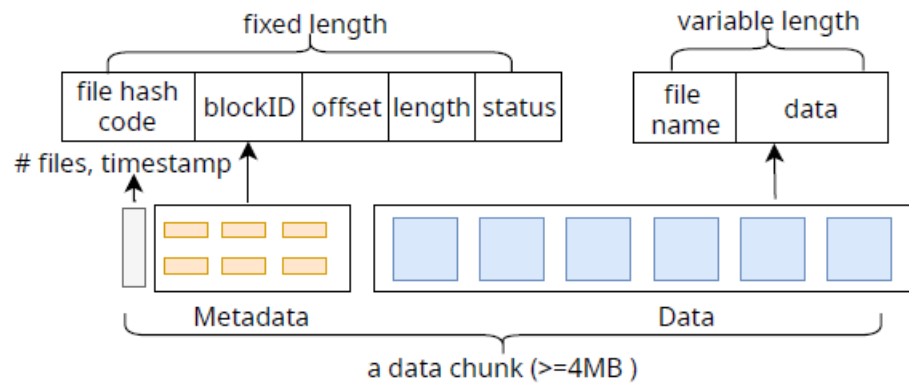 fixed length
variable length
file hash code
blockID
offset
length
status
file name
data
# files, timestamp
Metadata
Data
a data chunk (>=4MB )